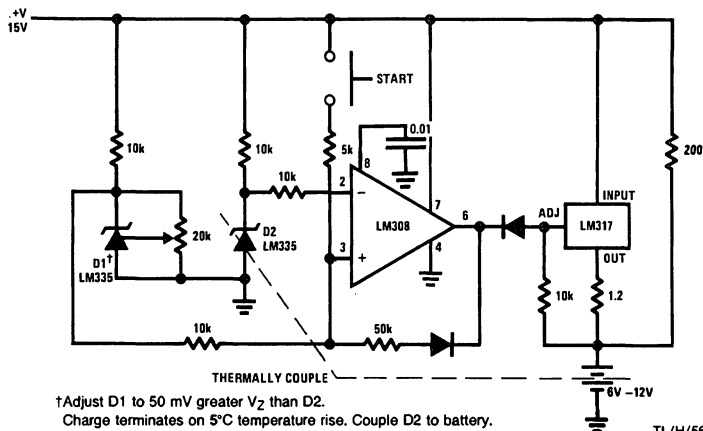 +V
15V
START
10k
10k
5k
8
0.01
10k
2
7
INPUT
200
20k
D2
LM335
LM308
6
ADJ
LM317
3
4
OUT
D1†
LM335
10k
1.2
10k
50k
THERMALLY COUPLE
6V –12V
†Adjust D1 to 50 mV greater VZ than D2.
Charge terminates on 5°C temperature rise. Couple D2 to battery.